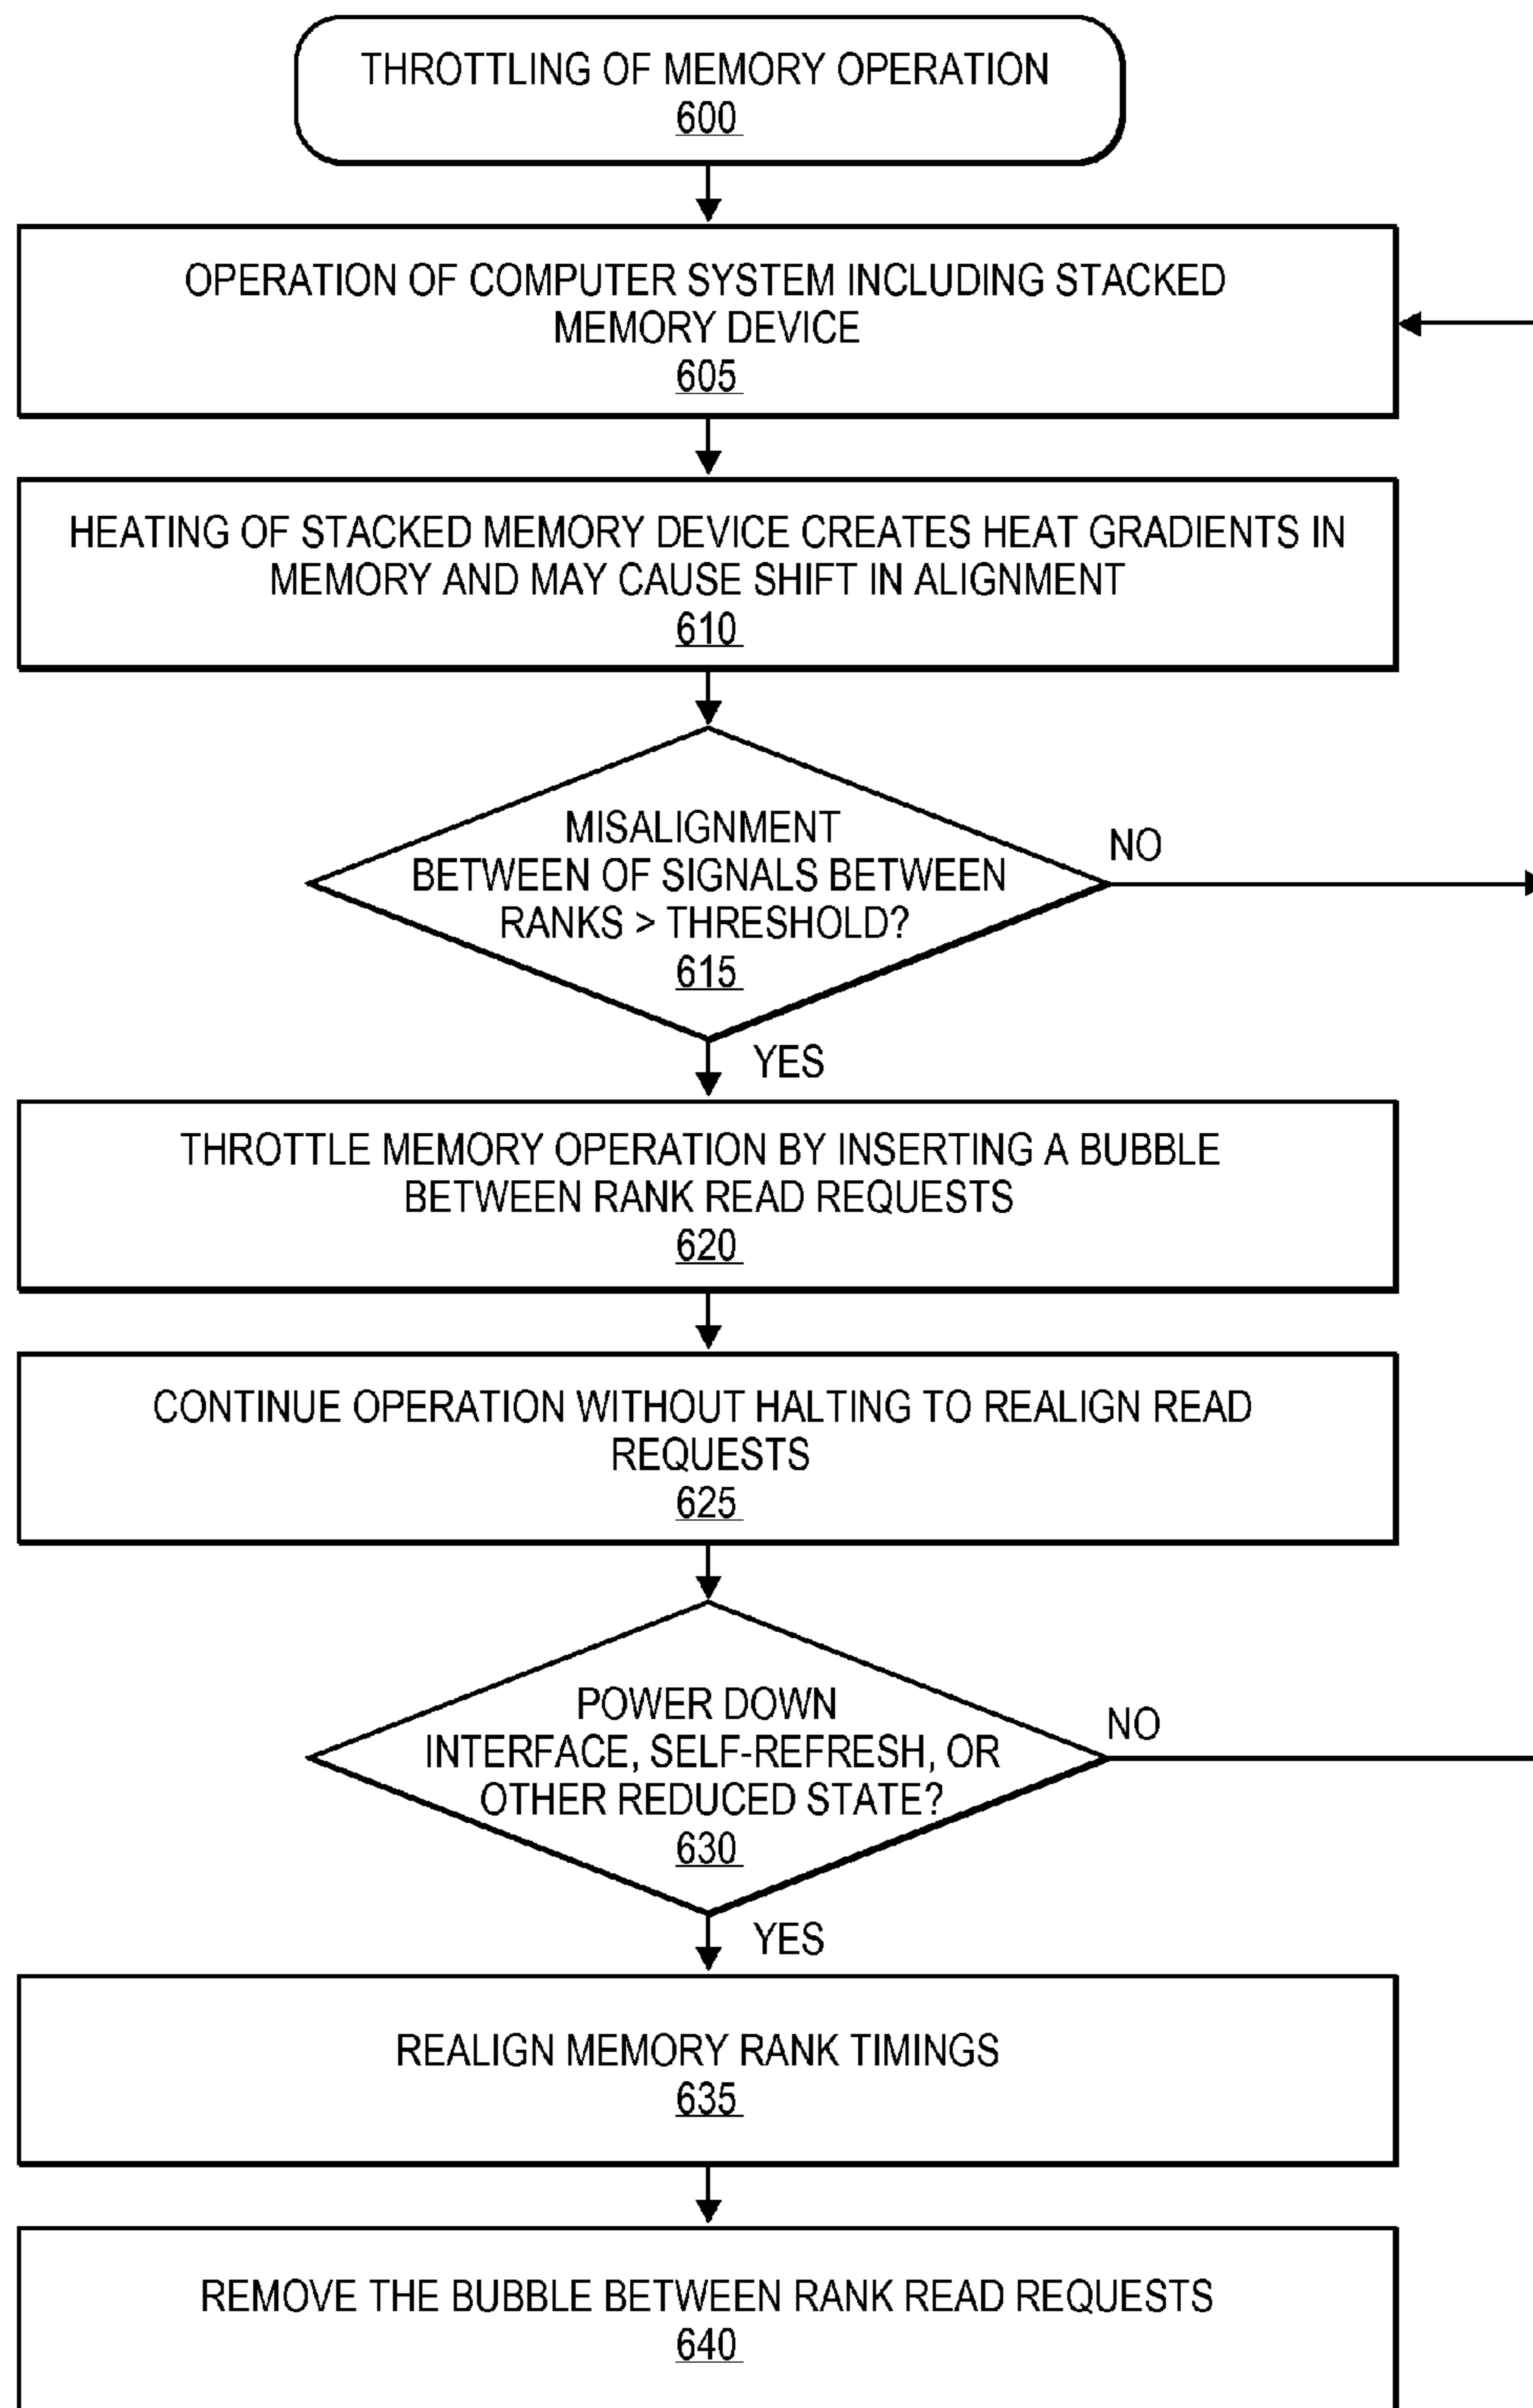 THROTTLING OF MEMORY OPERATION
600
OPERATION OF COMPUTER SYSTEM INCLUDING STACKED
MEMORY DEVICE
605
HEATING OF STACKED MEMORY DEVICE CREATES HEAT GRADIENTS IN
MEMORY AND MAY CAUSE SHIFT IN ALIGNMENT
610
MISALIGNMENT
BETWEEN OF SIGNALS BETWEEN
RANKS > THRESHOLD?
615
NO
YES
THROTTLE MEMORY OPERATION BY INSERTING A BUBBLE
BETWEEN RANK READ REQUESTS
620
CONTINUE OPERATION WITHOUT HALTING TO REALIGN READ
REQUESTS
625
POWER DOWN
INTERFACE, SELF-REFRESH, OR
OTHER REDUCED STATE?
630
NO
YES
REALIGN MEMORY RANK TIMINGS
635
REMOVE THE BUBBLE BETWEEN RANK READ REQUESTS
640